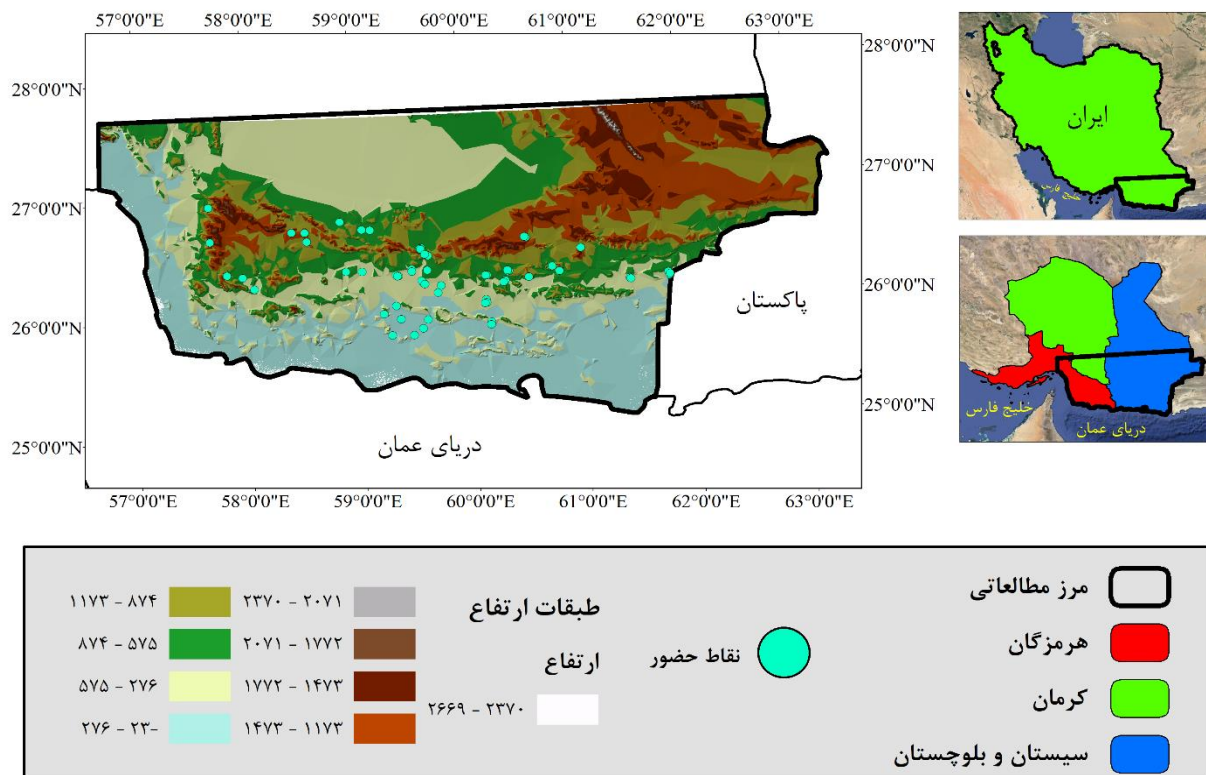 57°0'0"E 58°0'0"E 59°0'0"E 60°0'0"E 61°0'0"E 62°0'0"E 63°0'0"E
28°0'0"N
27°0'0"N
26°0'0"N
25°0'0"N
28°0'0"N
27°0'0"N
26°0'0"N
25°0'0"N
پاکستان
دریای عمان
57°0'0"E 58°0'0"E 59°0'0"E 60°0'0"E 61°0'0"E 62°0'0"E 63°0'0"E
ایران
خلیج فارس
خلیج فارس
دریای عمان
مرز مطالعاتی
هرمزگان
کرمان
سیستان و بلوچستان
نقاط حضور
طبقات ارتفاع
ارتفاع
۲۶۶۹ - ۲۳۷۰
۲۳۷۰ - ۲۰۷۱
۲۰۷۱ - ۱۷۷۲
۱۷۷۲ - ۱۴۷۳
۱۴۷۳ - ۱۱۷۳
۱۱۷۳ - ۸۷۴
۸۷۴ - ۵۷۵
۵۷۵ - ۲۷۶
۲۷۶ - ۲۳-